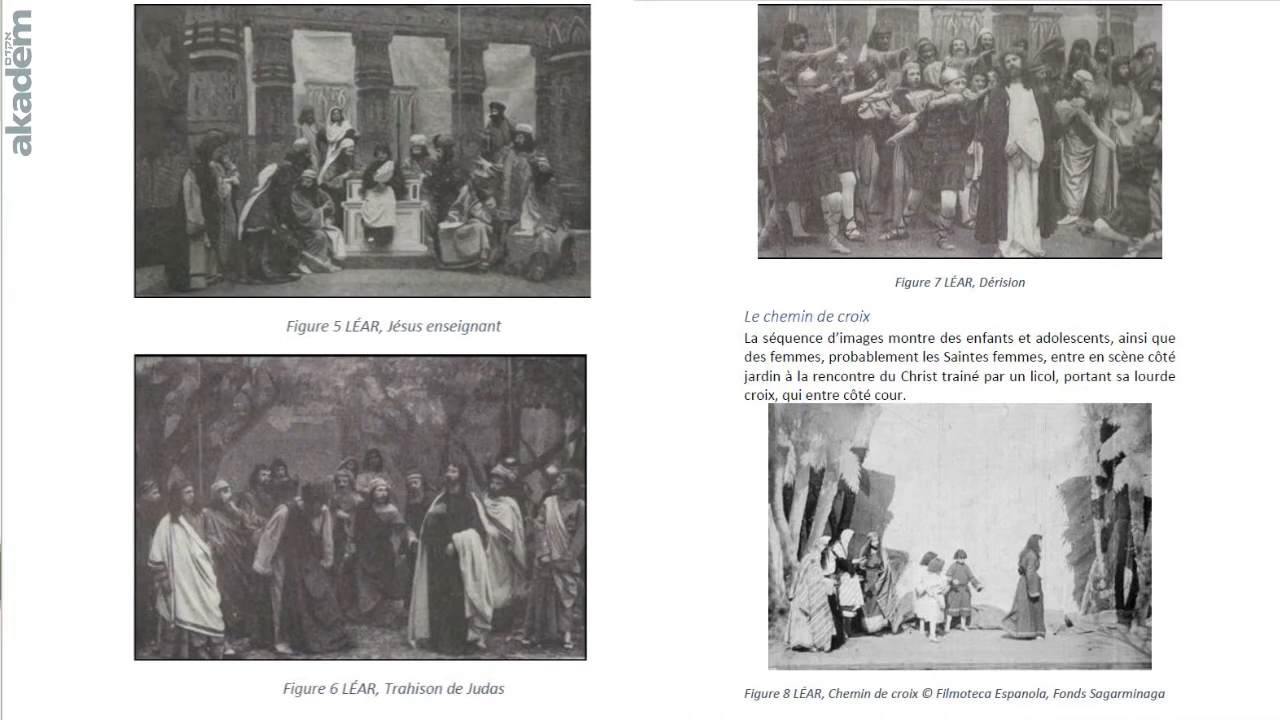 akadem
אקדם
Figure 5 LÉAR, Jésus enseignant
Figure 6 LÉAR, Trahison de Judas
Figure 7 LÉAR, Dérision
Le chemin de croix
La séquence d’images montre des enfants et adolescents, ainsi que
des femmes, probablement les Saintes femmes, entre en scène côté
jardin à la rencontre du Christ trainé par un licol, portant sa lourde
croix, qui entre côté cour.
Figure 8 LÉAR, Chemin de croix © Filmoteca Espanola, Fonds Sagarminaga